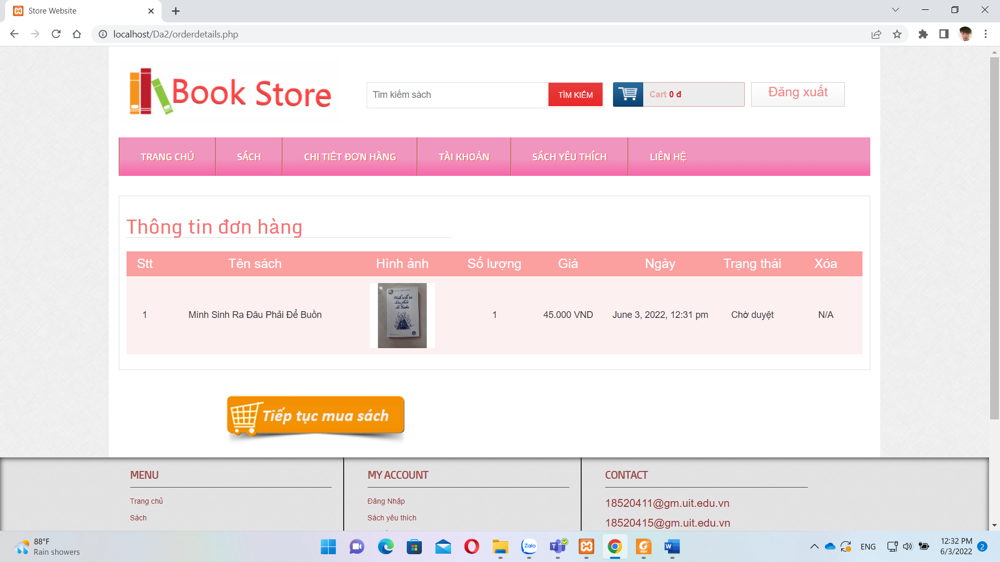 Store Website
localhost/Da2/orderdetails.php
Book Store
Tìm kiếm sách
TÌM KIẾM
Cart 0 đ
Đăng xuất
TRANG CHỦ
SÁCH
CHI TIẾT ĐƠN HÀNG
TÀI KHOẢN
SÁCH YÊU THÍCH
LIÊN HỆ
Thông tin đơn hàng
Stt Tên sách Hình ảnh Số lượng Giá Ngày Trạng thái Xóa
1 Mình Sinh Ra Đâu Phải Để Buồn 1 45.000 VND June 3, 2022, 12:31 pm Chờ duyệt N/A
Mình sinh ra
đâu phải
để buồn
Tiếp tục mua sách
MENU
Trang chủ
Sách
MY ACCOUNT
Đăng Nhập
Sách yêu thích
CONTACT
18520411@gm.uit.edu.vn
18520415@gm.uit.edu.vn
88°F
Rain showers
Zalo
PDF
ENG
12:32 PM
6/3/2022
2